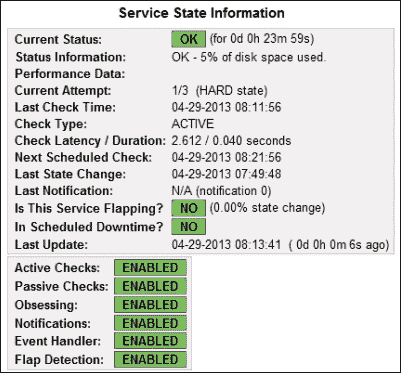 Service State Information
Current Status: OK (for 0d 0h 23m 59s)
Status Information: OK - 5% of disk space used.
Performance Data:
Current Attempt: 1/3 (HARD state)
Last Check Time: 04-29-2013 08:11:56
Check Type: ACTIVE
Check Latency / Duration: 2.612 / 0.040 seconds
Next Scheduled Check: 04-29-2013 08:21:56
Last State Change: 04-29-2013 07:49:48
Last Notification: N/A (notification 0)
Is This Service Flapping? NO (0.00% state change)
In Scheduled Downtime? NO
Last Update: 04-29-2013 08:13:41 ( 0d 0h 0m 6s ago)
Active Checks: ENABLED
Passive Checks: ENABLED
Obsessing: ENABLED
Notifications: ENABLED
Event Handler: ENABLED
Flap Detection: ENABLED